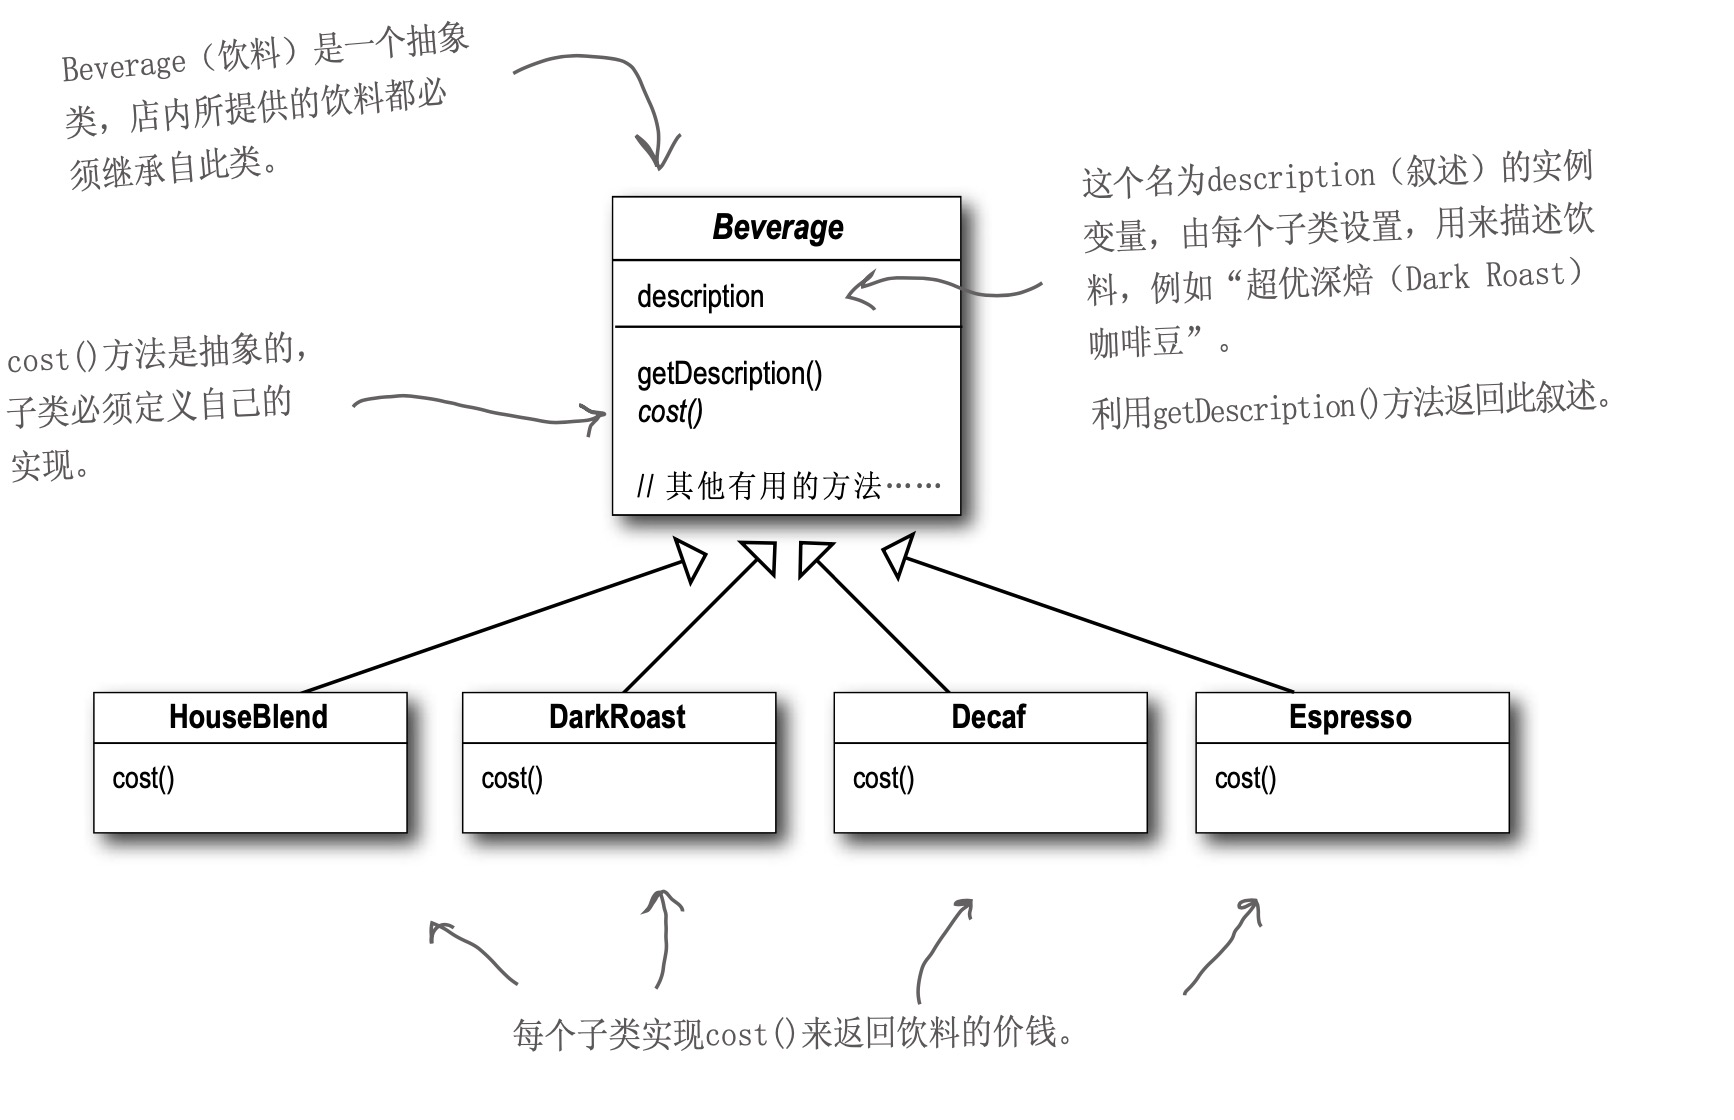 Beverage（饮料）是一个抽象
类，店内所提供的饮料都必
须继承自此类。
Beverage
description
getDescription()
cost()
// 其他有用的方法……
这个名为description（叙述）的实例
变量，由每个子类设置，用来描述饮
料，例如“超优深焙（Dark Roast）
咖啡豆”。
利用getDescription()方法返回此叙述。
cost()方法是抽象的，
子类必须定义自己的
实现。
HouseBlend
cost()
DarkRoast
cost()
Decaf
cost()
Espresso
cost()
每个子类实现cost()来返回饮料的价钱。